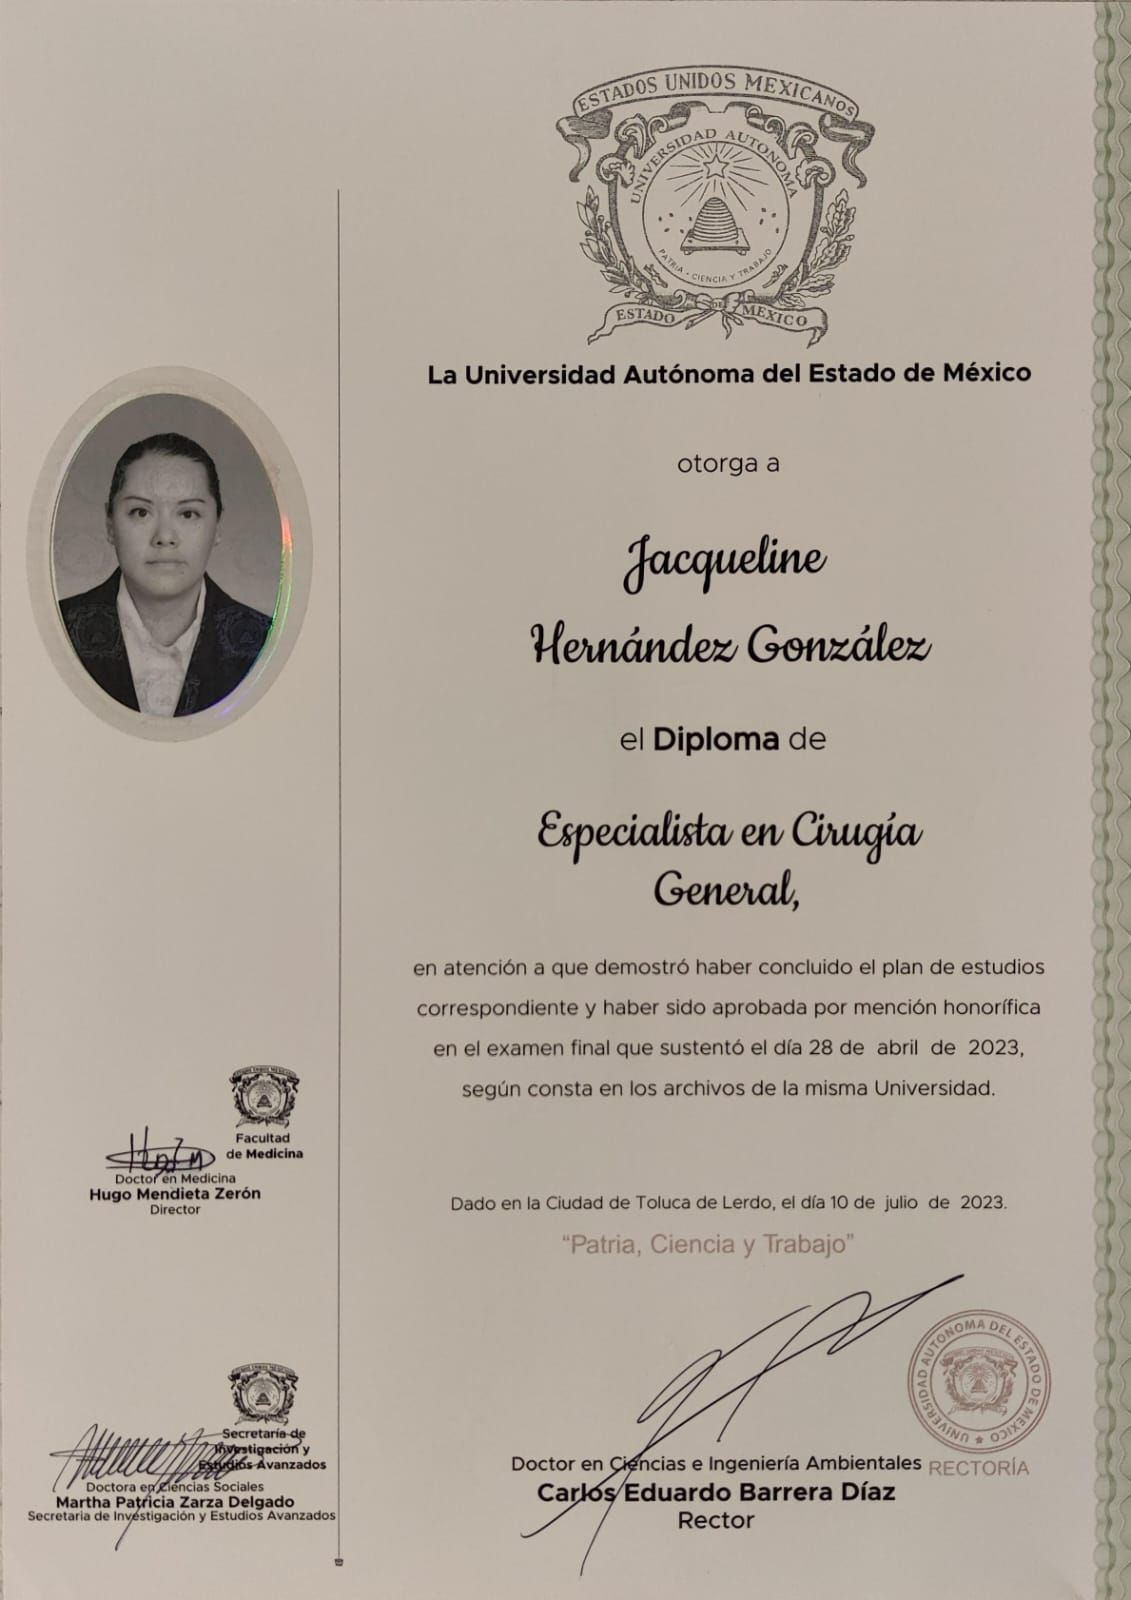 ESTADOS UNIDOS MEXICANOS
UNIVERSIDAD AUTONOMA
PATRIA · CIENCIA Y TRABAJO
ESTADO DE MEXICO
La Universidad Autónoma del Estado de México
otorga a
Jacqueline
Hernández González
el Diploma de
Especialista en Cirugía
General,
en atención a que demostró haber concluido el plan de estudios
correspondiente y haber sido aprobada por mención honorífica
en el examen final que sustentó el día 28 de abril de 2023,
según consta en los archivos de la misma Universidad.
Dado en la Ciudad de Toluca de Lerdo, el día 10 de julio de 2023.
“Patria, Ciencia y Trabajo”
Facultad
de Medicina
Doctor en Medicina
Hugo Mendieta Zerón
Director
Secretaría de
Investigación y
Estudios Avanzados
Doctora en Ciencias Sociales
Martha Patricia Zarza Delgado
Secretaria de Investigación y Estudios Avanzados
Doctor en Ciencias e Ingeniería Ambientales
Carlos Eduardo Barrera Díaz
Rector
UNIVERSIDAD AUTONOMA DEL ESTADO DE MEXICO
RECTORÍA